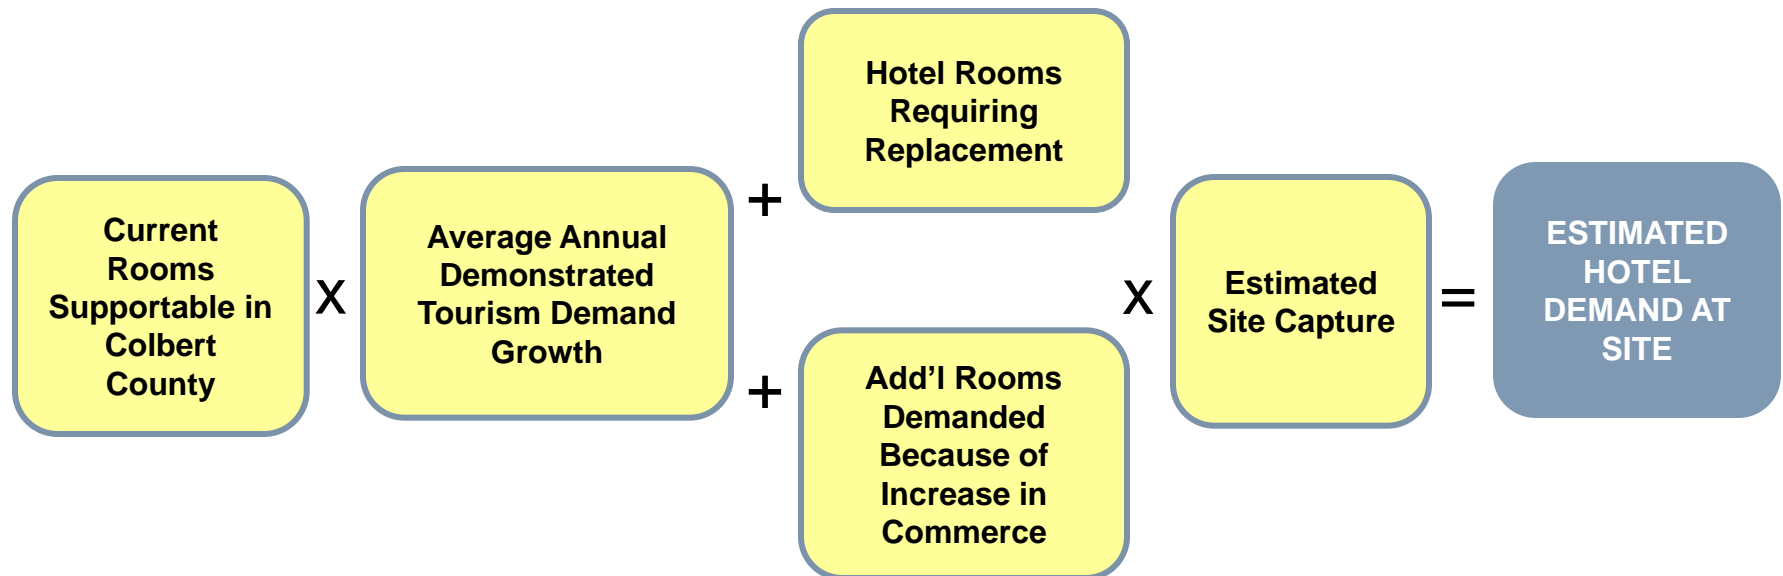 Current
Rooms
Supportable in
Colbert
County
X
Average Annual
Demonstrated
Tourism Demand
Growth
+
Hotel Rooms
Requiring
Replacement
+
Add’l Rooms
Demanded
Because of
Increase in
Commerce
X
Estimated
Site Capture
=
ESTIMATED
HOTEL
DEMAND AT
SITE